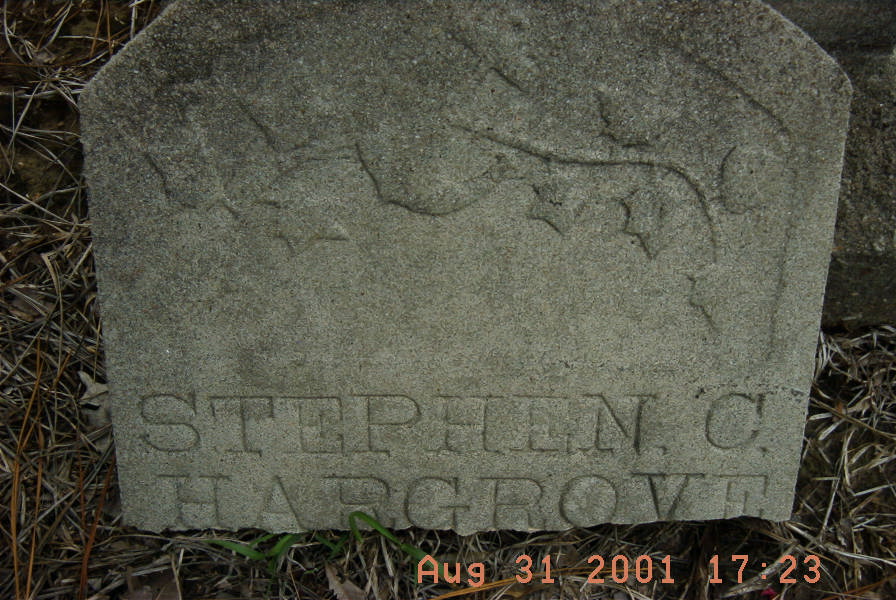 STEPHEN. C.
HARGROVE
Aug 31 2001 17:23